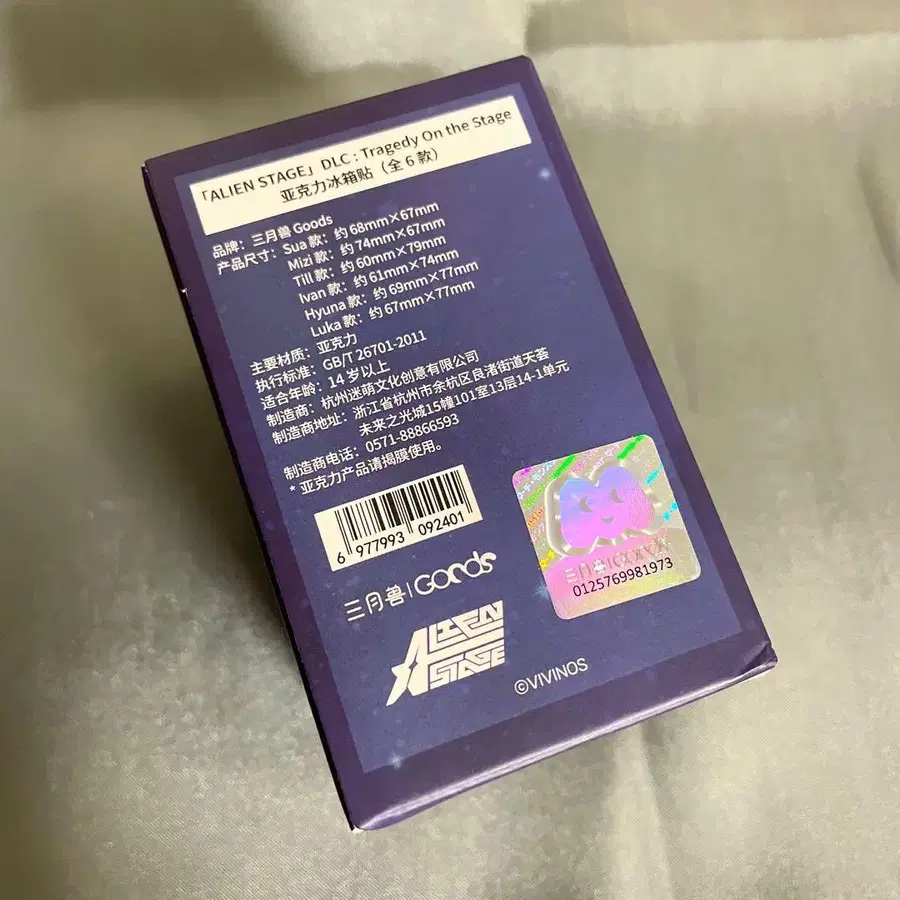 「ALIEN STAGE」DLC : Tragedy On the Stage
亚克力冰箱贴（全 6 款）
品牌：三月兽 Goods
产品尺寸：Sua 款：约 68mm×67mm
Mizi 款：约 74mm×67mm
Till 款：约 60mm×79mm
Ivan 款：约 61mm×74mm
Hyuna 款：约 69mm×77mm
Luka 款：约 67mm×77mm
主要材质：亚克力
执行标准：GB/T 26701-2011
适合年龄：14 岁以上
制造商：杭州迷萌文化创意有限公司
制造商地址：浙江省杭州市余杭区良渚街道天荟
未来之光城15幢101室13层14-1单元
制造商电话：0571-88866593
* 亚克力产品请揭膜使用。
6 977993 092401
三月兽 | Goods
ALIEN
STAGE
©VIVINOS
三月兽
0125769981973